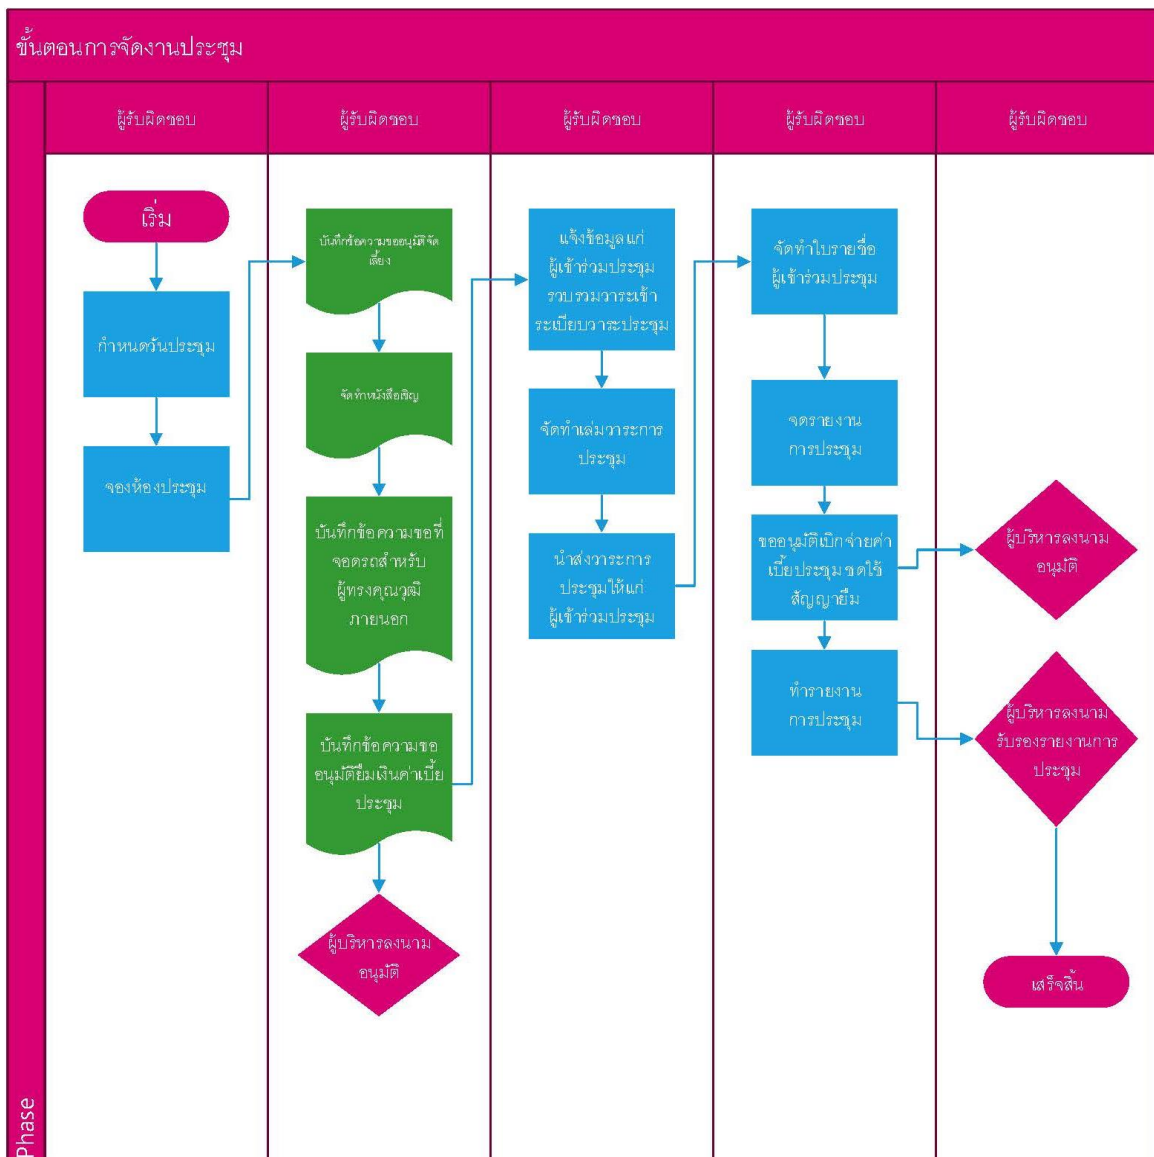 ขั้นตอนการจัดงานประชุม
ผู้รับผิดชอบ
ผู้รับผิดชอบ
ผู้รับผิดชอบ
ผู้รับผิดชอบ
ผู้รับผิดชอบ
เริ่ม
กำหนดวันประชุม
จองห้องประชุม
บันทึกข้อความขออนุมัติจัด
เลี้ยง
จัดทำหนังสือเชิญ
บันทึกข้อความขอที่
จอดรถสำหรับ
ผู้ทรงคุณวุฒิ
ภายนอก
บันทึกข้อความขอ
อนุมัติยืมเงินค่าเบี้ย
ประชุม
ผู้บริหารลงนาม
อนุมัติ
แจ้งข้อมูลแก่
ผู้เข้าร่วมประชุม
รวบรวมวาระเข้า
ระเบียบวาระประชุม
จัดทำเล่มวาระการ
ประชุม
นำส่งวาระการ
ประชุมให้แก่
ผู้เข้าร่วมประชุม
จัดทำใบรายชื่อ
ผู้เข้าร่วมประชุม
จดรายงาน
การประชุม
ขออนุมัติเบิกจ่ายค่า
เบี้ยประชุม ชดใช้
สัญญายืม
ทำรายงาน
การประชุม
ผู้บริหารลงนาม
อนุมัติ
ผู้บริหารลงนาม
รับรองรายงานการ
ประชุม
เสร็จสิ้น
Phase